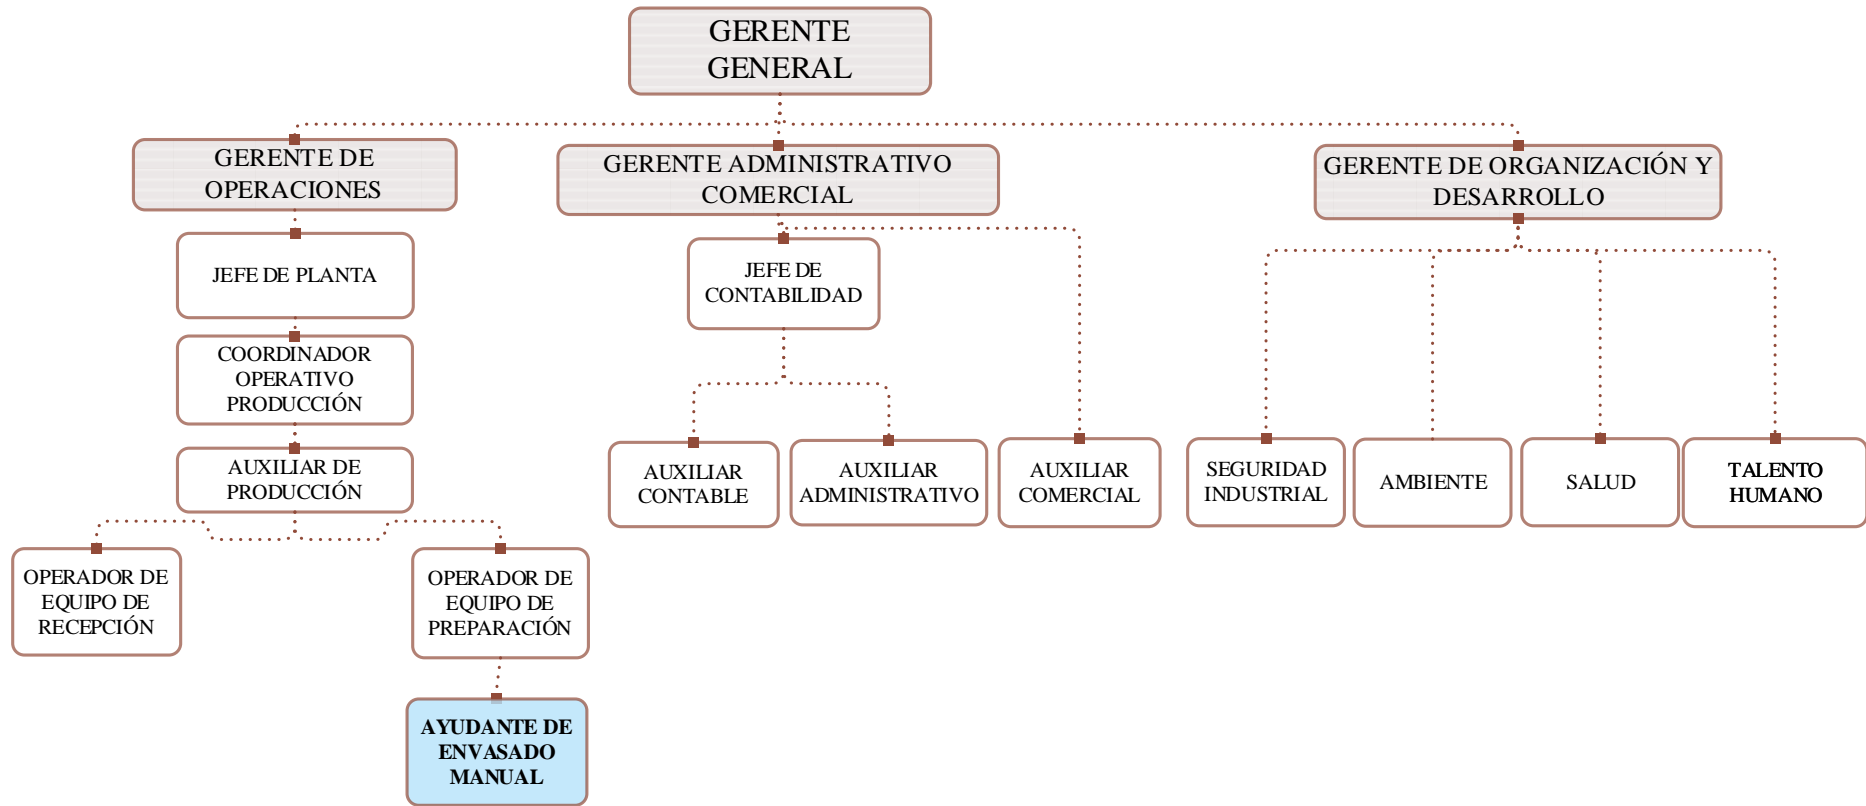 GERENTE
GENERAL
GERENTE DE
OPERACIONES
GERENTE ADMINISTRATIVO
COMERCIAL
GERENTE DE ORGANIZACIÓN Y
DESARROLLO
JEFE DE PLANTA
JEFE DE
CONTABILIDAD
COORDINADOR
OPERATIVO
PRODUCCIÓN
AUXILIAR DE
PRODUCCIÓN
AUXILIAR
CONTABLE
AUXILIAR
ADMINISTRATIVO
AUXILIAR
COMERCIAL
SEGURIDAD
INDUSTRIAL
AMBIENTE
SALUD
TALENTO
HUMANO
OPERADOR DE
EQUIPO DE
RECEPCIÓN
OPERADOR DE
EQUIPO DE
PREPARACIÓN
AYUDANTE DE
ENVASADO
MANUAL